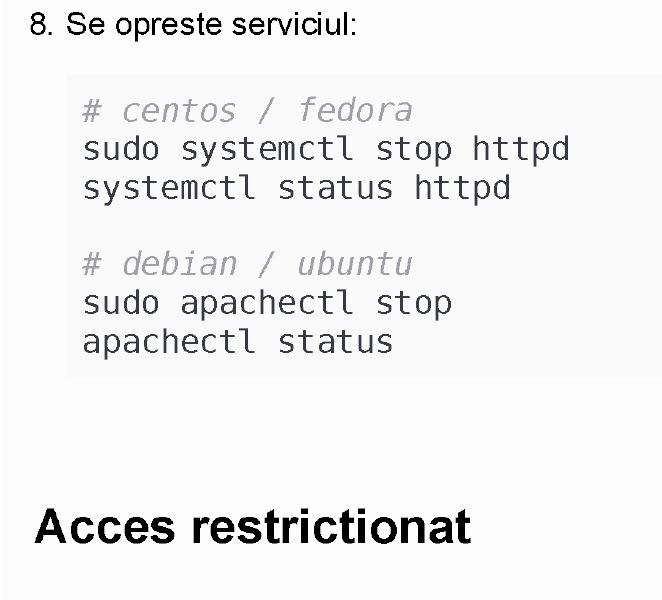 8. Se opreste serviciul:
# centos / fedora
sudo systemctl stop httpd
systemctl status httpd
# debian / ubuntu
sudo apachectl stop
apachectl status
Acces restrictionat